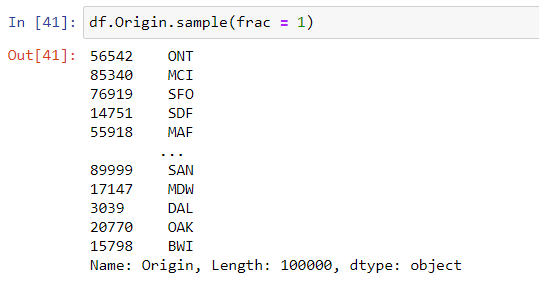 In [41]: df.Origin.sample(frac = 1)
Out[41]: 56542 ONT
85340 MCI
76919 SFO
14751 SDF
55918 MAF
...
89999 SAN
17147 MDW
3039 DAL
20770 OAK
15798 BWI
Name: Origin, Length: 100000, dtype: object